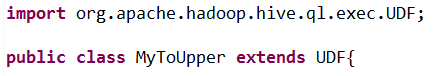 import org.apache.hadoop.hive.ql.exec.UDF;
public class MyToUpper extends UDF{